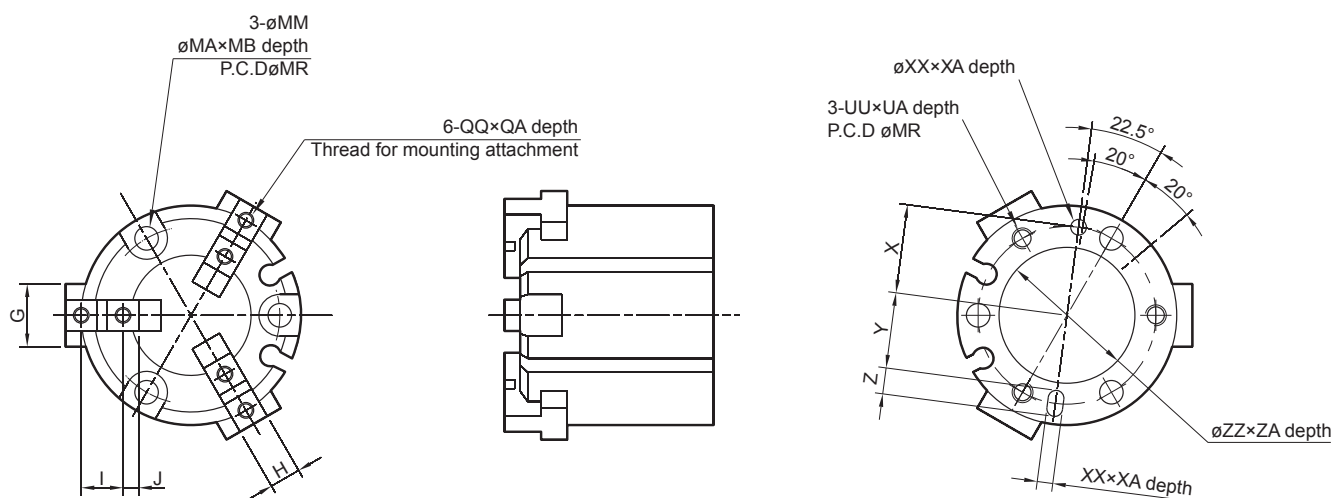 3-øMM
øMA×MB depth
P.C.DøMR
6-QQ×QA depth
Thread for mounting attachment
G
I
J
H
øXX×XA depth
3-UU×UA depth
P.C.D øMR
22.5°
20°
20°
X
Y
Z
øZZ×ZA depth
XX×XA depth